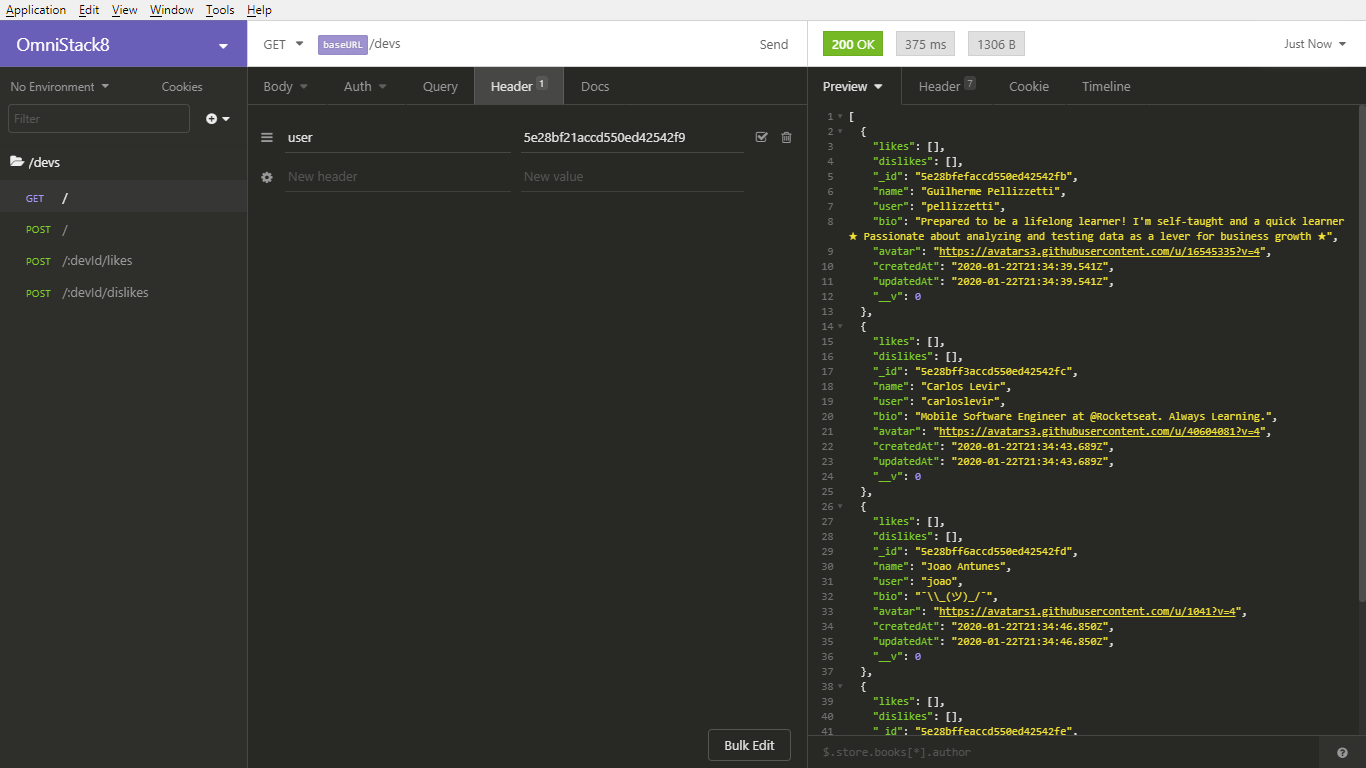 Application Edit View Window Tools Help
OmniStack8
GET baseURL /devs Send
200 OK 375 ms 1306 B Just Now
No Environment Cookies
Body Auth Query Header 1 Docs
Preview Header 7 Cookie Timeline
Filter
/devs
GET /
POST /
POST /:devId/likes
POST /:devId/dislikes
user 5e28bf21accd550ed42542f9
New header New value
Bulk Edit
1 [
2 {
3 "likes": [],
4 "dislikes": [],
5 "_id": "5e28bfefaccd550ed42542fb",
6 "name": "Guilherme Pellizzetti",
7 "user": "pellizzetti",
8 "bio": "Prepared to be a lifelong learner! I'm self-taught and a quick learner
★ Passionate about analyzing and testing data as a lever for business growth ★",
9 "avatar": "https://avatars3.githubusercontent.com/u/16545335?v=4",
10 "createdAt": "2020-01-22T21:34:39.541Z",
11 "updatedAt": "2020-01-22T21:34:39.541Z",
12 "__v": 0
13 },
14 {
15 "likes": [],
16 "dislikes": [],
17 "_id": "5e28bff3accd550ed42542fc",
18 "name": "Carlos Levir",
19 "user": "carloslevir",
20 "bio": "Mobile Software Engineer at @Rocketseat. Always Learning.",
21 "avatar": "https://avatars3.githubusercontent.com/u/40604081?v=4",
22 "createdAt": "2020-01-22T21:34:43.689Z",
23 "updatedAt": "2020-01-22T21:34:43.689Z",
24 "__v": 0
25 },
26 {
27 "likes": [],
28 "dislikes": [],
29 "_id": "5e28bff6accd550ed42542fd",
30 "name": "Joao Antunes",
31 "user": "joao",
32 "bio": "¯\\_(ツ)_/¯",
33 "avatar": "https://avatars1.githubusercontent.com/u/1041?v=4",
34 "createdAt": "2020-01-22T21:34:46.850Z",
35 "updatedAt": "2020-01-22T21:34:46.850Z",
36 "__v": 0
37 },
38 {
39 "likes": [],
40 "dislikes": [],
41 "_id": "5e28bffeaccd550ed42542fe",
$.store.books[*].author